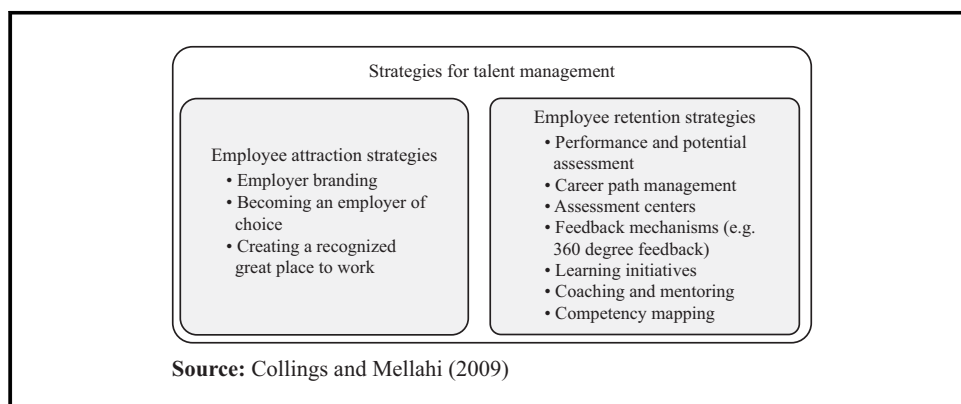 Strategies for talent management
Employee attraction strategies
• Employer branding
• Becoming an employer of
choice
• Creating a recognized
great place to work
Employee retention strategies
• Performance and potential
assessment
• Career path management
• Assessment centers
• Feedback mechanisms (e.g.
360 degree feedback)
• Learning initiatives
• Coaching and mentoring
• Competency mapping
Source: Collings and Mellahi (2009)